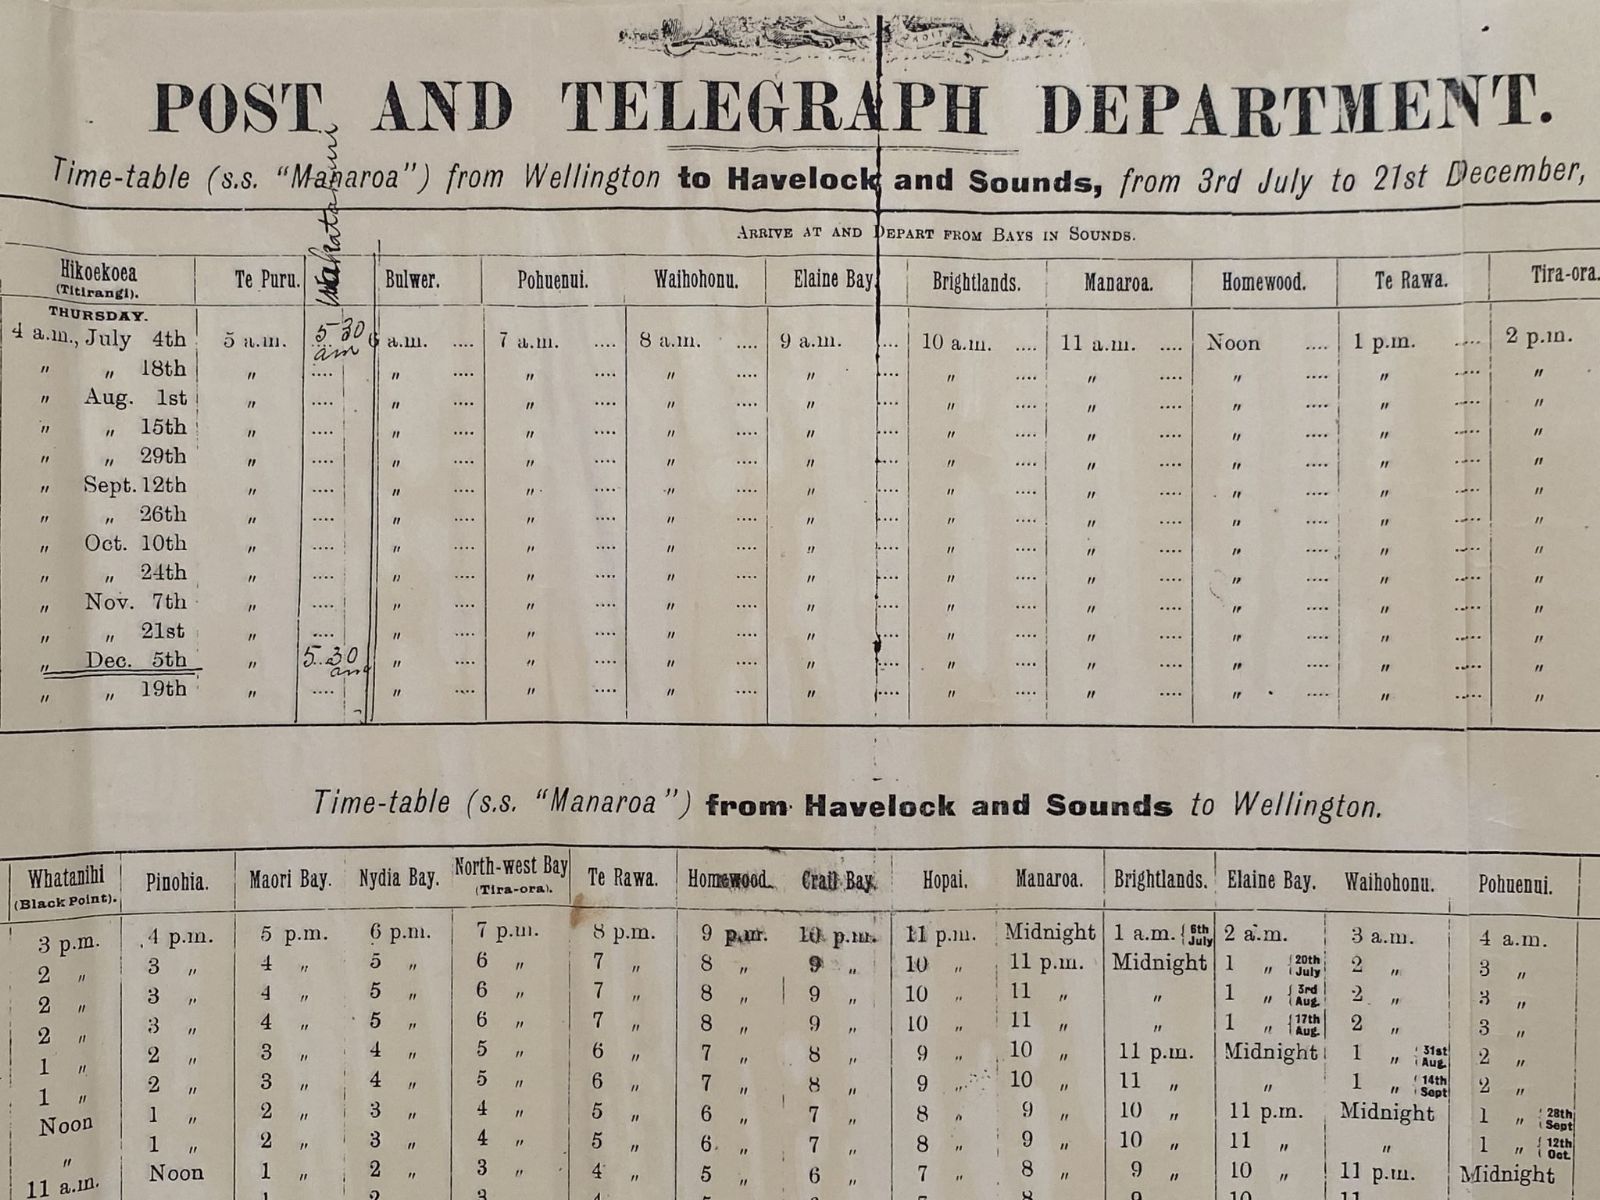 DROIT
POST AND TELEGRAPH DEPARTMENT.
Time-table (s.s. “Manaroa”) from Wellington to Havelock and Sounds, from 3rd July to 21st December,
ARRIVE AT AND DEPART FROM BAYS IN SOUNDS.
Hikoekoea (Titirangi). Te Puru. Wakatahuri Bulwer. Pohuenui. Waihohonu. Elaine Bay. Brightlands. Manaroa. Homewood. Te Rawa. Tira-ora.
THURSDAY.
4 a.m., July 4th 5 a.m. 5 30 am 6 a.m. .... 7 a.m. .... 8 a.m. .... 9 a.m. .... 10 a.m. .... 11 a.m. .... Noon .... 1 p.m. .... 2 p.m.
„ „ 18th „ .... „ .... „ .... „ .... „ .... „ .... „ .... „ .... „ .... „
„ Aug. 1st „ .... „ .... „ .... „ .... „ .... „ .... „ .... „ .... „ .... „
„ „ 15th „ .... „ .... „ .... „ .... „ .... „ .... „ .... „ .... „ .... „
„ „ 29th „ .... „ .... „ .... „ .... „ .... „ .... „ .... „ .... „ .... „
„ Sept. 12th „ .... „ .... „ .... „ .... „ .... „ .... „ .... „ .... „ .... „
„ „ 26th „ .... „ .... „ .... „ .... „ .... „ .... „ .... „ .... „ .... „
„ Oct. 10th „ .... „ .... „ .... „ .... „ .... „ .... „ .... „ .... „ .... „
„ „ 24th „ .... „ .... „ .... „ .... „ .... „ .... „ .... „ .... „ .... „
„ Nov. 7th „ .... „ .... „ .... „ .... „ .... „ .... „ .... „ .... „ .... „
„ „ 21st „ .... „ .... „ .... „ .... „ .... „ .... „ .... „ .... „ .... „
„ Dec. 5th „ 5..30 am „ .... „ .... „ .... „ .... „ .... „ .... „ .... „ .... „
„ „ 19th „ .... „ .... „ .... „ .... „ .... „ .... „ .... „ .... „ .... „
Time-table (s.s. “Manaroa”) from Havelock and Sounds to Wellington.
Whatanihi (Black Point). Pinohia. Maori Bay. Nydia Bay. North-west Bay (Tira-ora). Te Rawa. Homewood. Crail Bay. Hopai. Manaroa. Brightlands. Elaine Bay. Waihohonu. Pohuenui.
3 p.m. 4 p.m. 5 p.m. 6 p.m. 7 p.m. 8 p.m. 9 p.m. 10 p.m. 11 p.m. Midnight 1 a.m. {6th July 2 a.m. 3 a.m. 4 a.m.
2 „ 3 „ 4 „ 5 „ 6 „ 7 „ 8 „ 9 „ 10 „ 11 p.m. Midnight 1 „ {20th July 2 „ 3 „
2 „ 3 „ 4 „ 5 „ 6 „ 7 „ 8 „ 9 „ 10 „ 11 „ „ 1 „ {3rd Aug. 2 „ 3 „
2 „ 3 „ 4 „ 5 „ 6 „ 7 „ 8 „ 9 „ 10 „ 11 „ „ 1 „ {17th Aug. 2 „ 3 „
1 „ 2 „ 3 „ 4 „ 5 „ 6 „ 7 „ 8 „ 9 „ 10 „ 11 p.m. Midnight 1 „ {31st Aug. 2 „
1 „ 2 „ 3 „ 4 „ 5 „ 6 „ 7 „ 8 „ 9 „ 10 „ 11 „ „ 1 „ {14th Sept 2 „
Noon 1 „ 2 „ 3 „ 4 „ 5 „ 6 „ 7 „ 8 „ 9 „ 10 „ 11 p.m. Midnight 1 „ {28th Sept
„ 1 „ 2 „ 3 „ 4 „ 5 „ 6 „ 7 „ 8 „ 9 „ 10 „ 11 „ „ 1 „ {12th Oct.
11 a.m. Noon 1 „ 2 „ 3 „ 4 „ 5 „ 6 „ 7 „ 8 „ 9 „ 10 „ 11 p.m. Midnight